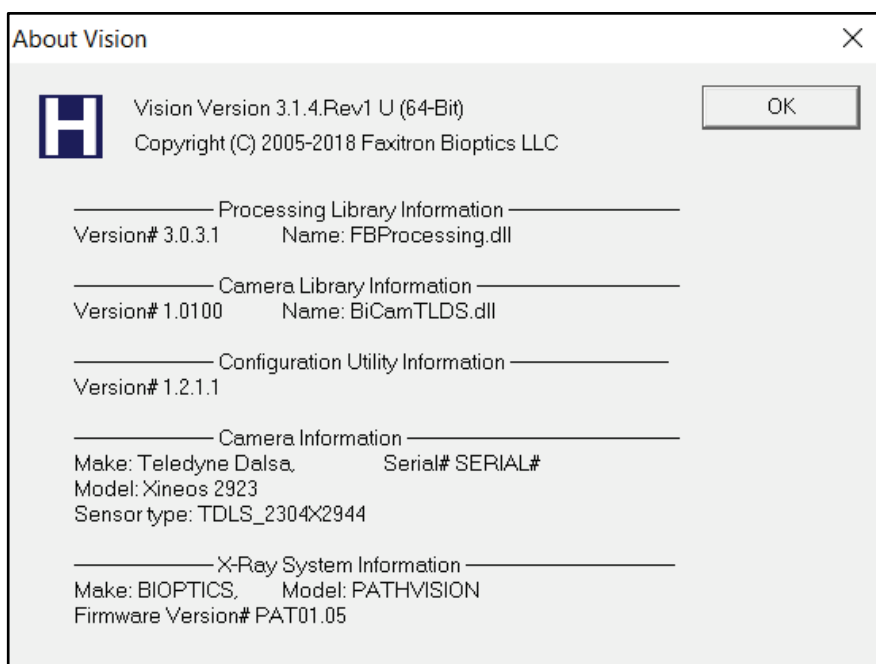 About Vision
H
Vision Version 3.1.4.Rev1 U (64-Bit)
OK
Copyright (C) 2005-2018 Faxitron Bioptics LLC
Processing Library Information
Version# 3.0.3.1 Name: FBProcessing.dll
Camera Library Information
Version# 1.0100 Name: BiCamTLDS.dll
Configuration Utility Information
Version# 1.2.1.1
Camera Information
Make: Teledyne Dalsa, Serial# SERIAL#
Model: Xineos 2923
Sensor type: TDLS_2304X2944
X-Ray System Information
Make: BIOPTICS, Model: PATHVISION
Firmware Version# PAT01.05